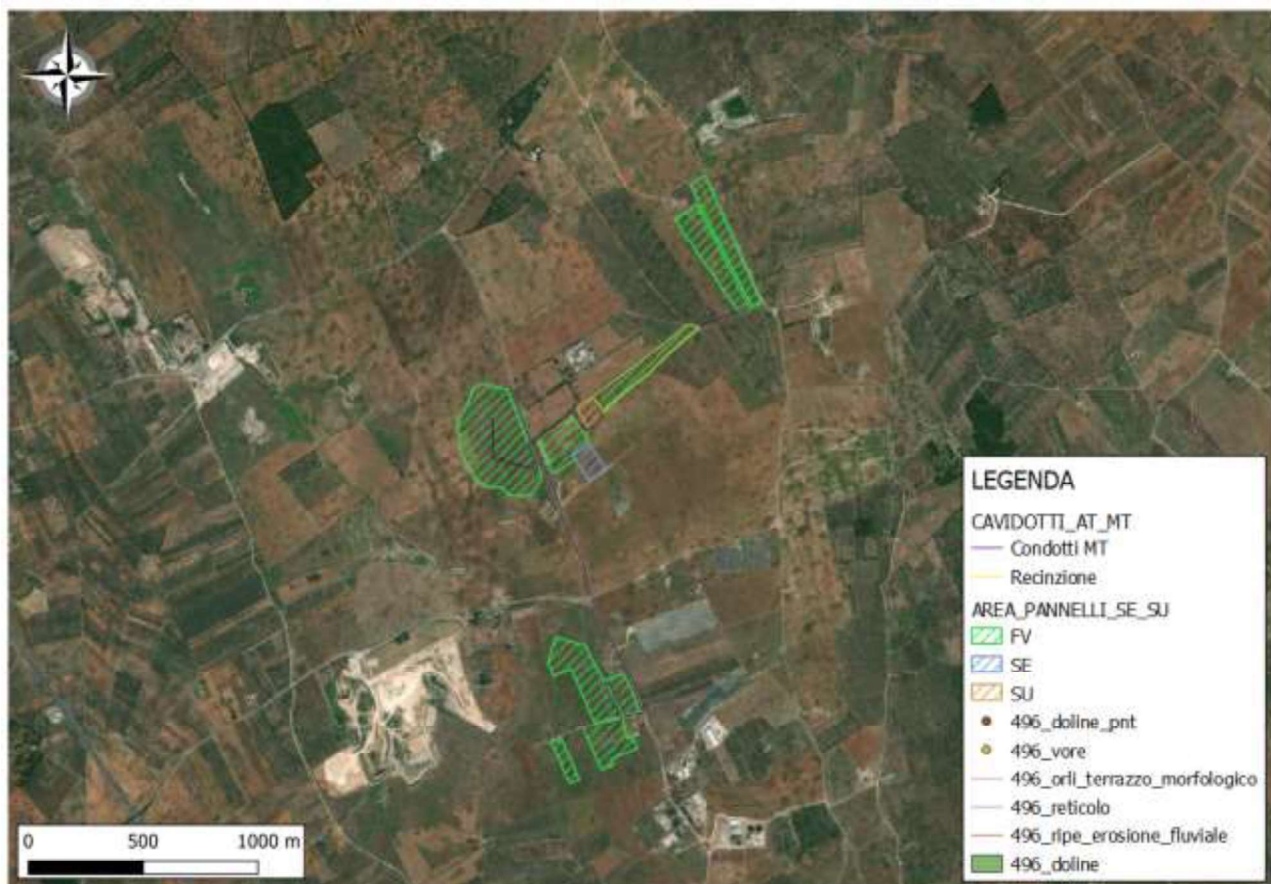 LEGENDA
CAVIDOTTI_AT_MT
Condotti MT
Recinzione
AREA_PANNELLI_SE_SU
FV
SE
SU
496_doline_pnt
496_vore
496_orli_terrazzo_morfologico
496_reticolo
496_ripe_erosione_fluviale
496_doline
0 500 1000 m